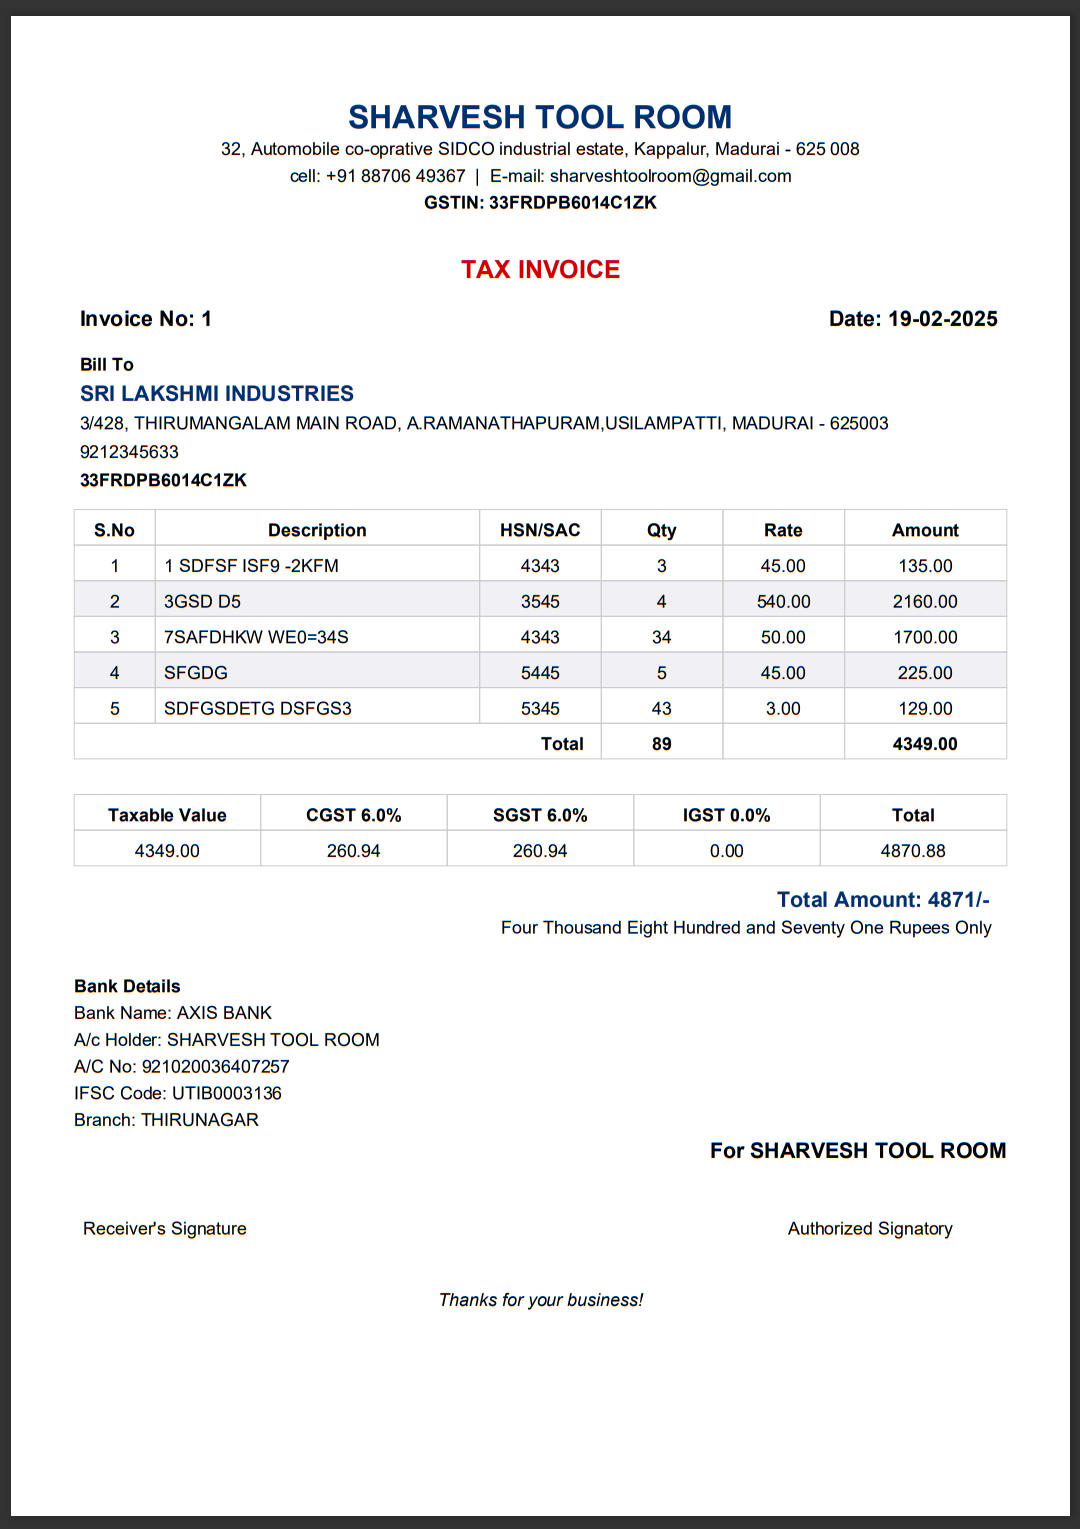 SHARVESH TOOL ROOM
32, Automobile co-oprative SIDCO industrial estate, Kappalur, Madurai - 625 008
cell: +91 88706 49367 | E-mail: sharveshtoolroom@gmail.com
GSTIN: 33FRDPB6014C1ZK
TAX INVOICE
Invoice No: 1 Date: 19-02-2025
Bill To
SRI LAKSHMI INDUSTRIES
3/428, THIRUMANGALAM MAIN ROAD, A.RAMANATHAPURAM,USILAMPATTI, MADURAI - 625003
9212345633
33FRDPB6014C1ZK
S.No Description HSN/SAC Qty Rate Amount
1 1 SDFSF ISF9 -2KFM 4343 3 45.00 135.00
2 3GSD D5 3545 4 540.00 2160.00
3 7SAFDHKW WE0=34S 4343 34 50.00 1700.00
4 SFGDG 5445 5 45.00 225.00
5 SDFGSDETG DSFGS3 5345 43 3.00 129.00
Total 89 4349.00
Taxable Value CGST 6.0% SGST 6.0% IGST 0.0% Total
4349.00 260.94 260.94 0.00 4870.88
Total Amount: 4871/-
Four Thousand Eight Hundred and Seventy One Rupees Only
Bank Details
Bank Name: AXIS BANK
A/c Holder: SHARVESH TOOL ROOM
A/C No: 921020036407257
IFSC Code: UTIB0003136
Branch: THIRUNAGAR
For SHARVESH TOOL ROOM
Receiver's Signature Authorized Signatory
Thanks for your business!